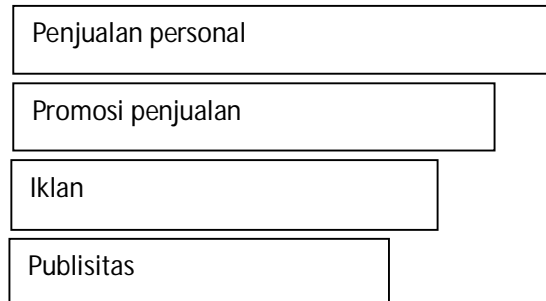 Penjualan personal
Promosi penjualan
Iklan
Publisitas